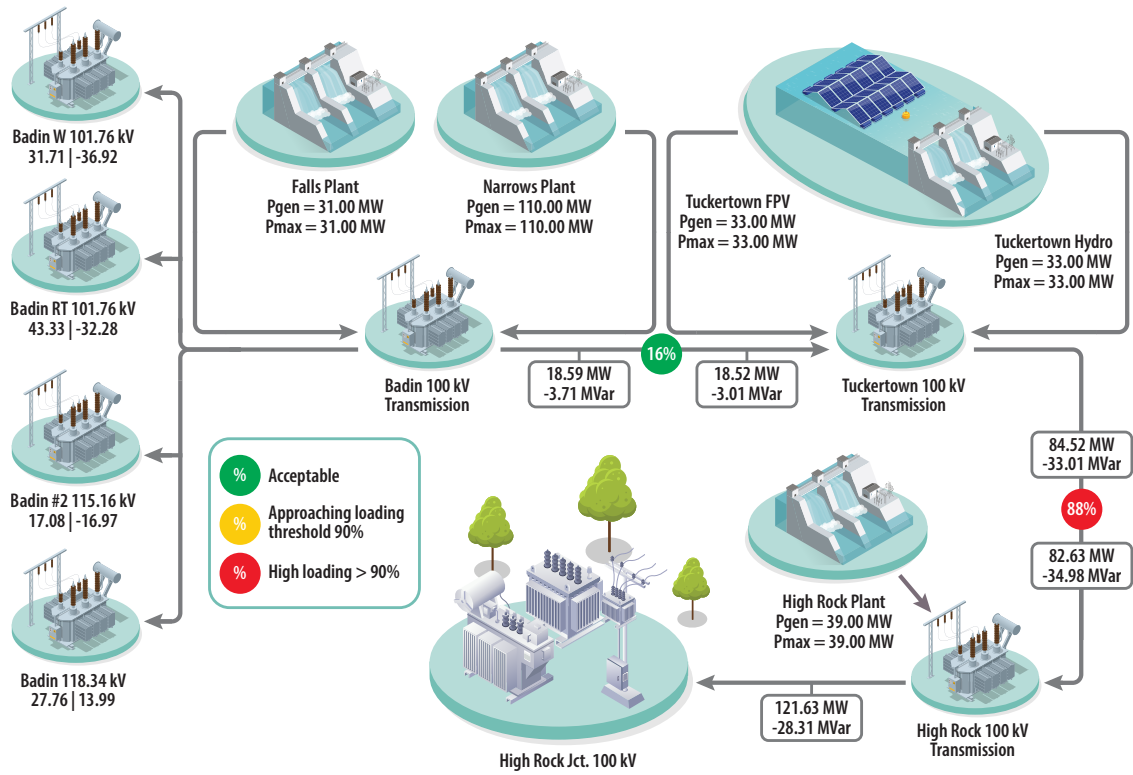 Badin W 101.76 kV
31.71 | -36.92
Badin RT 101.76 kV
43.33 | -32.28
Badin #2 115.16 kV
17.08 | -16.97
Badin 118.34 kV
27.76 | 13.99
Falls Plant
Pgen = 31.00 MW
Pmax = 31.00 MW
Narrows Plant
Pgen = 110.00 MW
Pmax = 110.00 MW
Tuckertown FPV
Pgen = 33.00 MW
Pmax = 33.00 MW
Tuckertown Hydro
Pgen = 33.00 MW
Pmax = 33.00 MW
Badin 100 kV
Transmission
18.59 MW
-3.71 MVar
16%
18.52 MW
-3.01 MVar
Tuckertown 100 kV
Transmission
84.52 MW
-33.01 MVar
88%
82.63 MW
-34.98 MVar
% Acceptable
% Approaching loading
threshold 90%
% High loading > 90%
High Rock Plant
Pgen = 39.00 MW
Pmax = 39.00 MW
121.63 MW
-28.31 MVar
High Rock 100 kV
Transmission
High Rock Jct. 100 kV